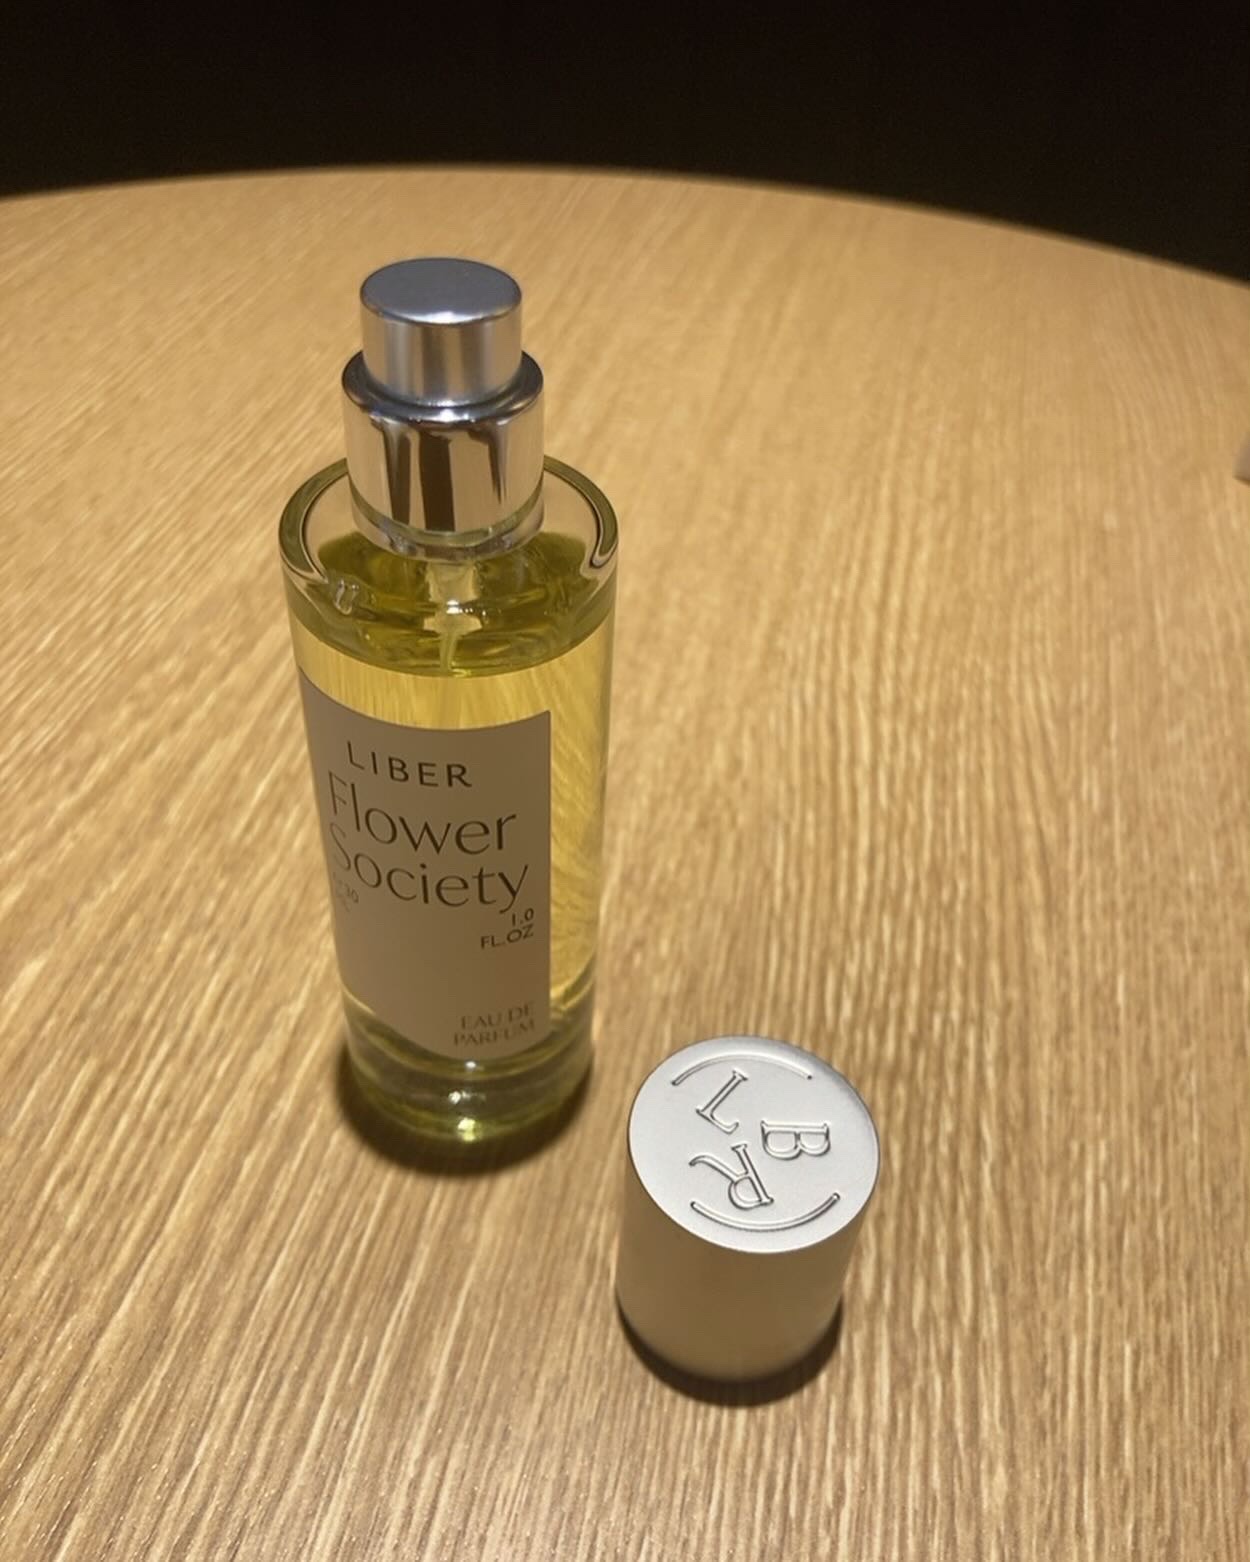 LIBER
Flower
Society
1.0
FL.OZ
EAU DE
PARFUM
L
B
R